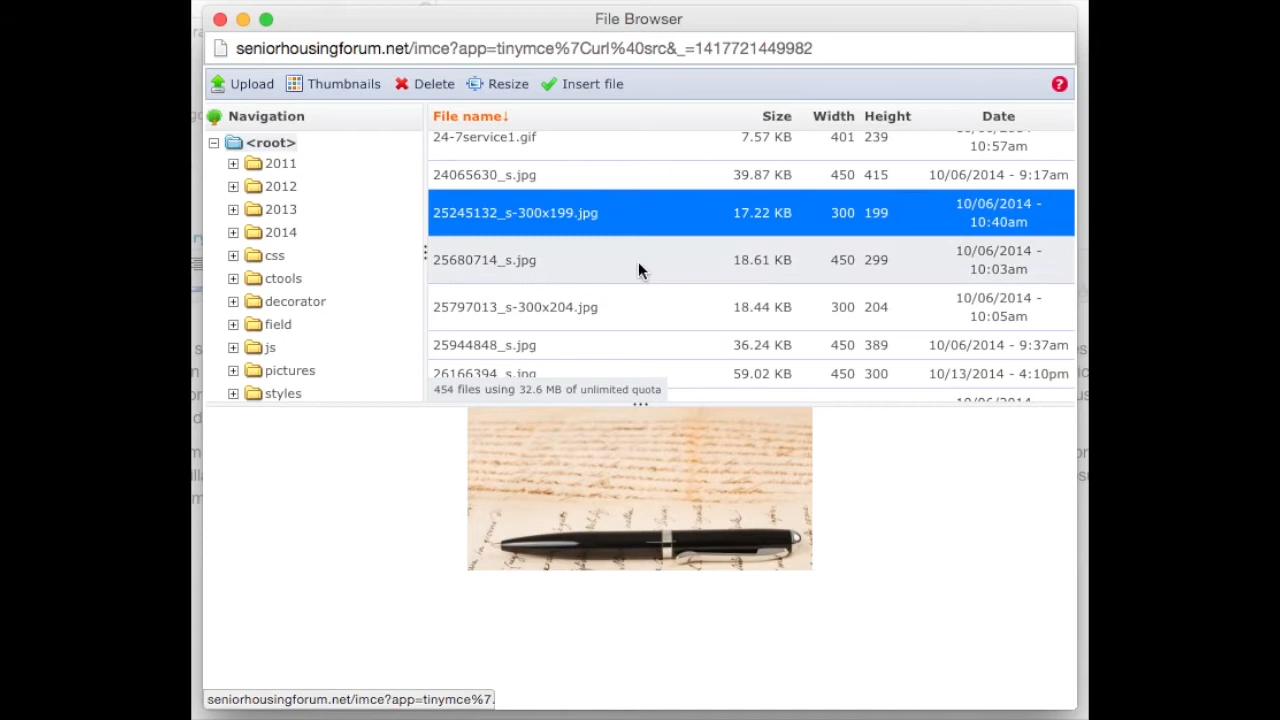 File Browser
seniorhousingforum.net/imce?app=tinymce%7Curl%40src&_=1417721449982
Upload Thumbnails Delete Resize Insert file ?
Navigation File name↓ Size Width Height Date
<root>
2011
2012
2013
2014
css
ctools
decorator
field
js
pictures
styles
24-7service1.gif 7.57 KB 401 239 10:57am
24065630_s.jpg 39.87 KB 450 415 10/06/2014 - 9:17am
25245132_s-300x199.jpg 17.22 KB 300 199 10/06/2014 - 10:40am
25680714_s.jpg 18.61 KB 450 299 10/06/2014 - 10:03am
25797013_s-300x204.jpg 18.44 KB 300 204 10/06/2014 - 10:05am
25944848_s.jpg 36.24 KB 450 389 10/06/2014 - 9:37am
26166394_s.jpg 59.02 KB 450 300 10/13/2014 - 4:10pm
454 files using 32.6 MB of unlimited quota
seniorhousingforum.net/imce?app=tinymce%7.